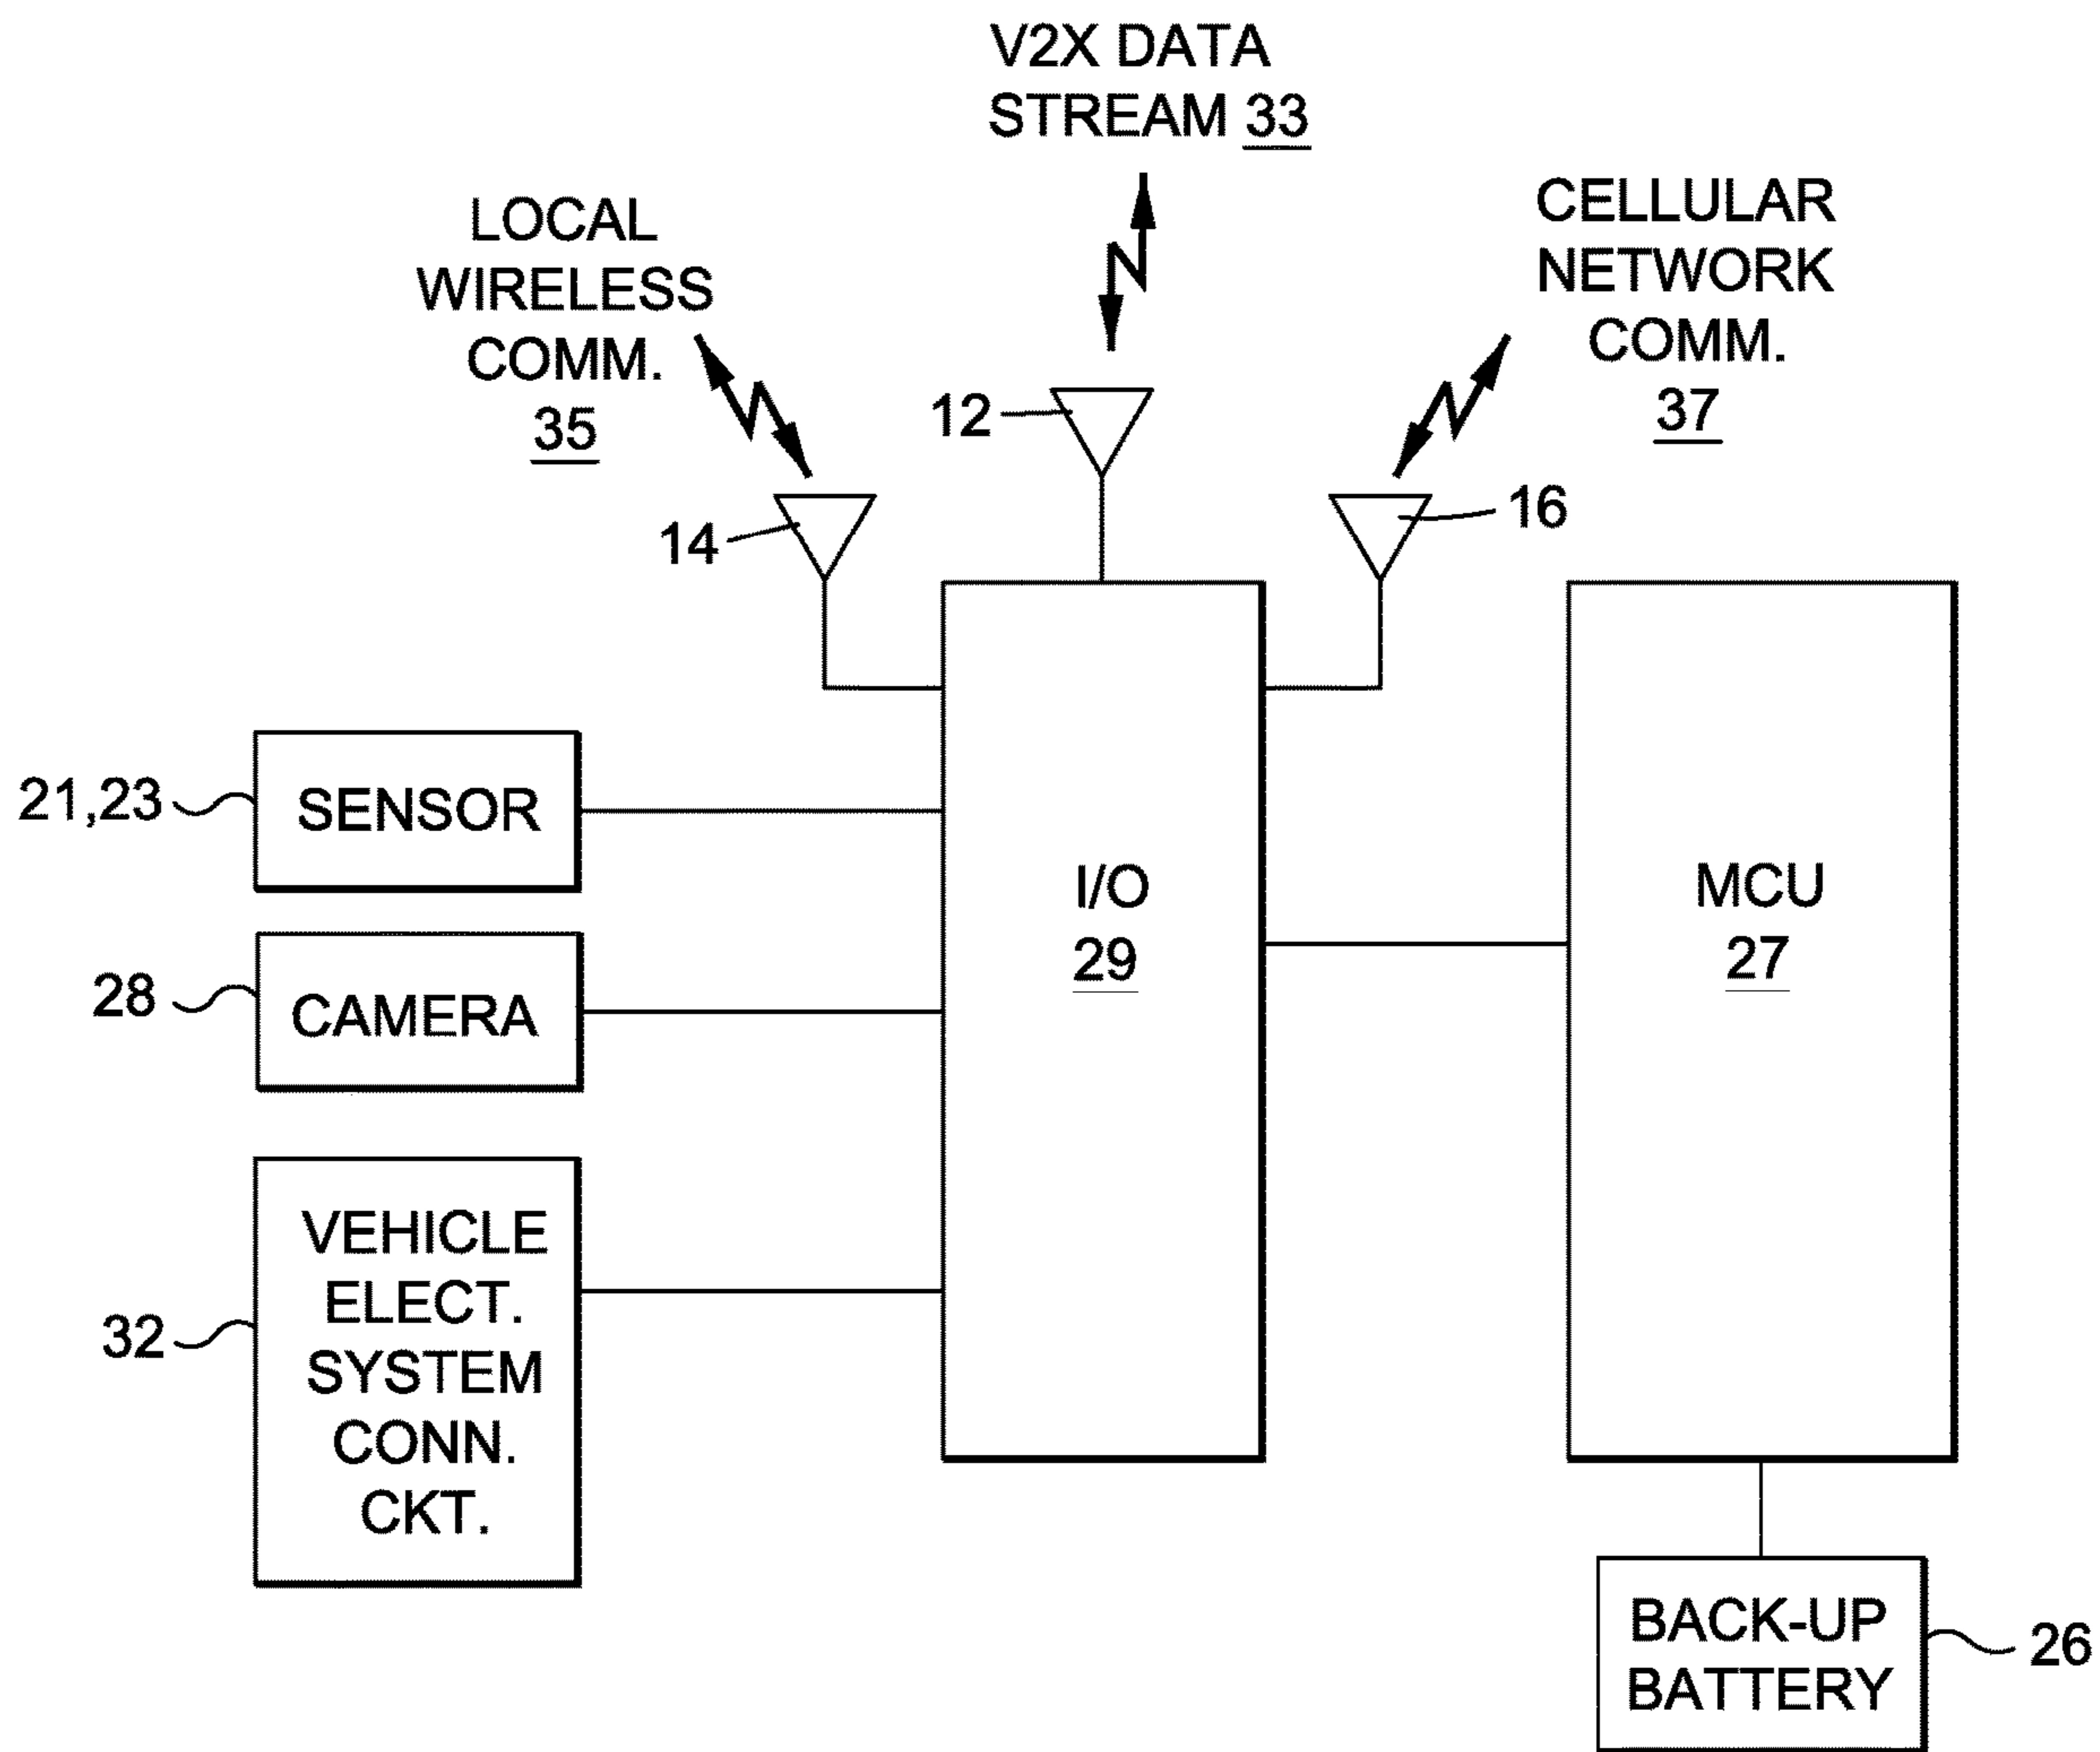 V2X DATA
STREAM 33
LOCAL
WIRELESS
COMM.
35
CELLULAR
NETWORK
COMM.
37
12
14
16
21,23
SENSOR
28
CAMERA
32
VEHICLE
ELECT.
SYSTEM
CONN.
CKT.
I/O
29
MCU
27
BACK-UP
BATTERY
26